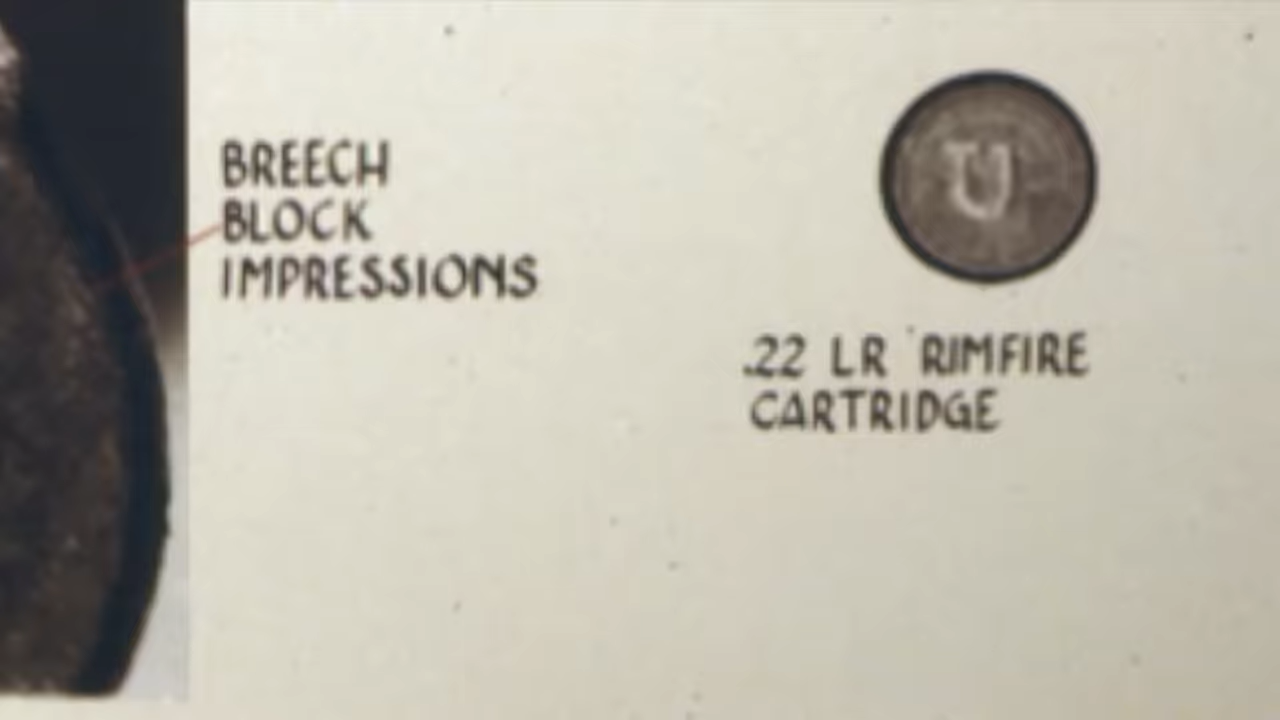 BREECH
BLOCK
IMPRESSIONS
U
.22 LR RIMFIRE
CARTRIDGE